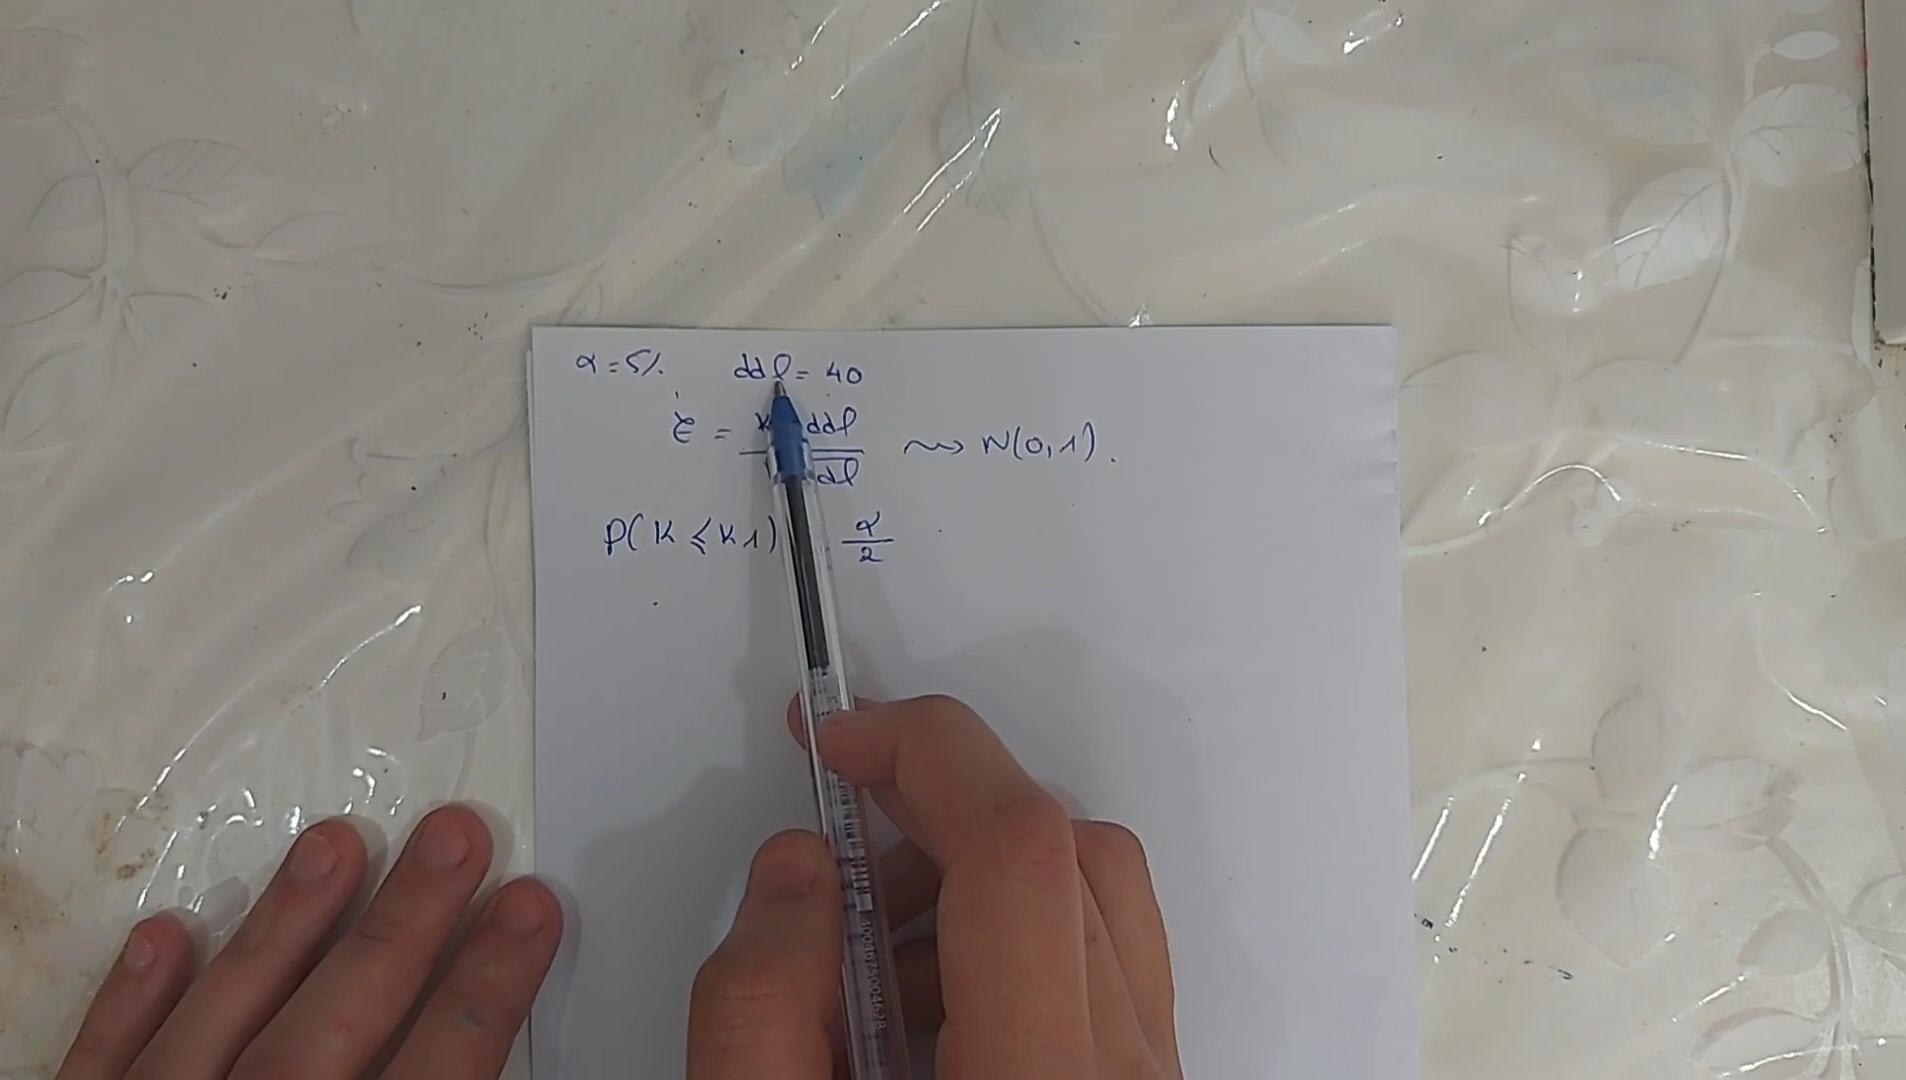 α = 5%. ddl = 40
z = ddl / ddl ⇝ N(0,1).
P(K ⩽ K1) α/2